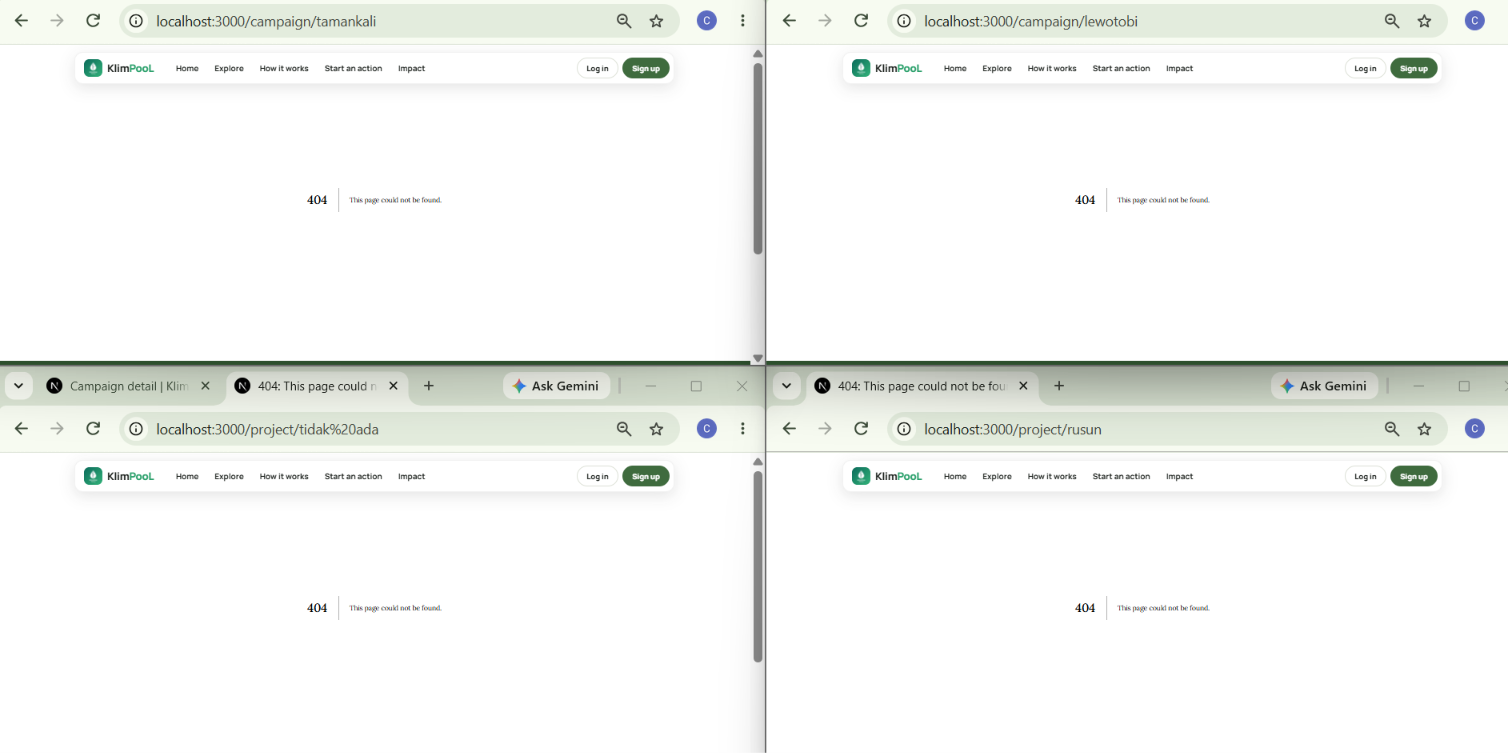 localhost:3000/campaign/tamankali
C
KlimPooL Home Explore How it works Start an action Impact Log in Sign up
404 This page could not be found.
localhost:3000/campaign/lewotobi
C
KlimPooL Home Explore How it works Start an action Impact Log in Sign up
404 This page could not be found.
N Campaign detail | Klim N 404: This page could n Ask Gemini
localhost:3000/project/tidak%20ada
C
KlimPooL Home Explore How it works Start an action Impact Log in Sign up
404 This page could not be found.
N 404: This page could not be fou Ask Gemini
localhost:3000/project/rusun
C
KlimPooL Home Explore How it works Start an action Impact Log in Sign up
404 This page could not be found.